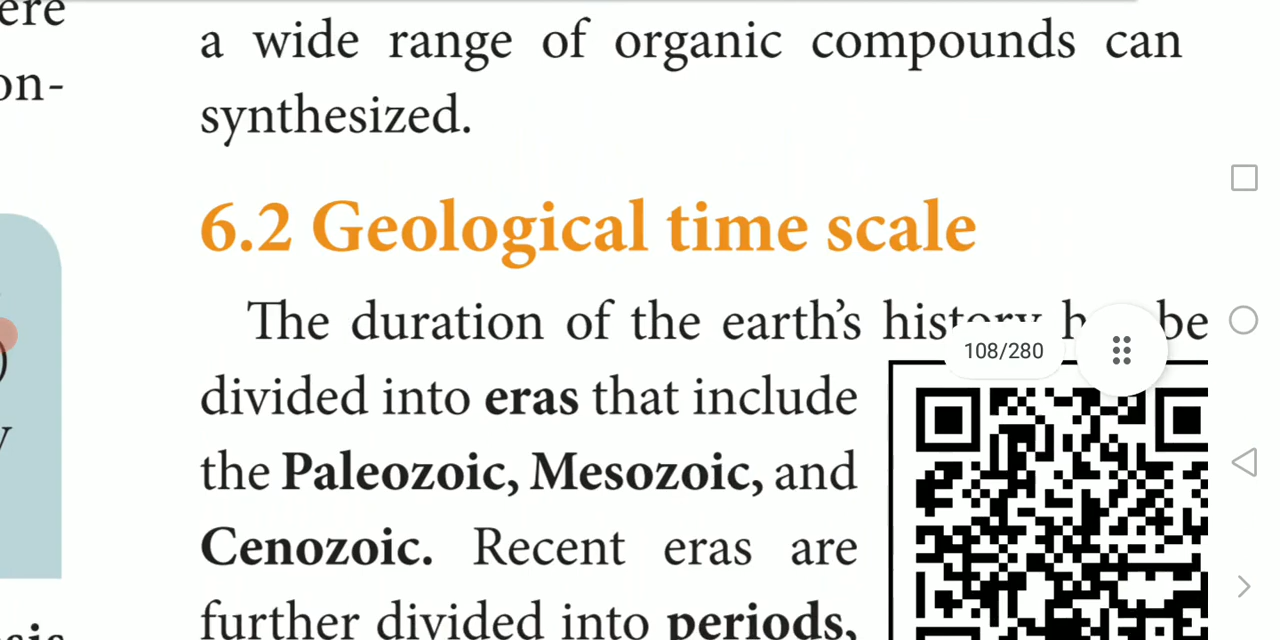 ere
on-
a wide range of organic compounds can
synthesized.
6.2 Geological time scale
The duration of the earth's history be
108/280
divided into eras that include
the Paleozoic, Mesozoic, and
Cenozoic. Recent eras are
further divided into periods,